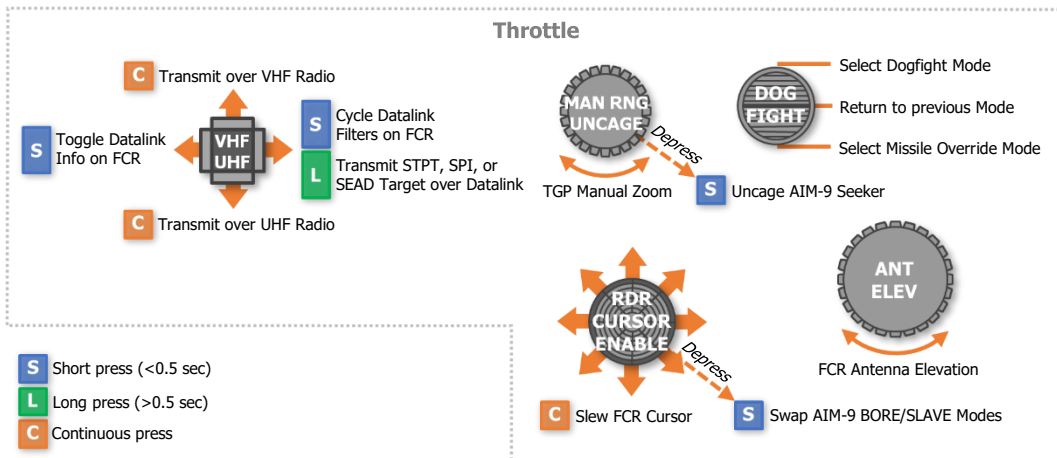 Throttle
C Transmit over VHF Radio
S Toggle Datalink
Info on FCR
VHF
UHF
S Cycle Datalink
Filters on FCR
L Transmit STPT, SPI, or
SEAD Target over Datalink
C Transmit over UHF Radio
MAN RNG
UNCAGE
TGP Manual Zoom
Depress
S Uncage AIM-9 Seeker
DOG
FIGHT
Select Dogfight Mode
Return to previous Mode
Select Missile Override Mode
RDR
CURSOR
ENABLE
Depress
C Slew FCR Cursor
S Swap AIM-9 BORE/SLAVE Modes
ANT
ELEV
FCR Antenna Elevation
S Short press (<0.5 sec)
L Long press (>0.5 sec)
C Continuous press